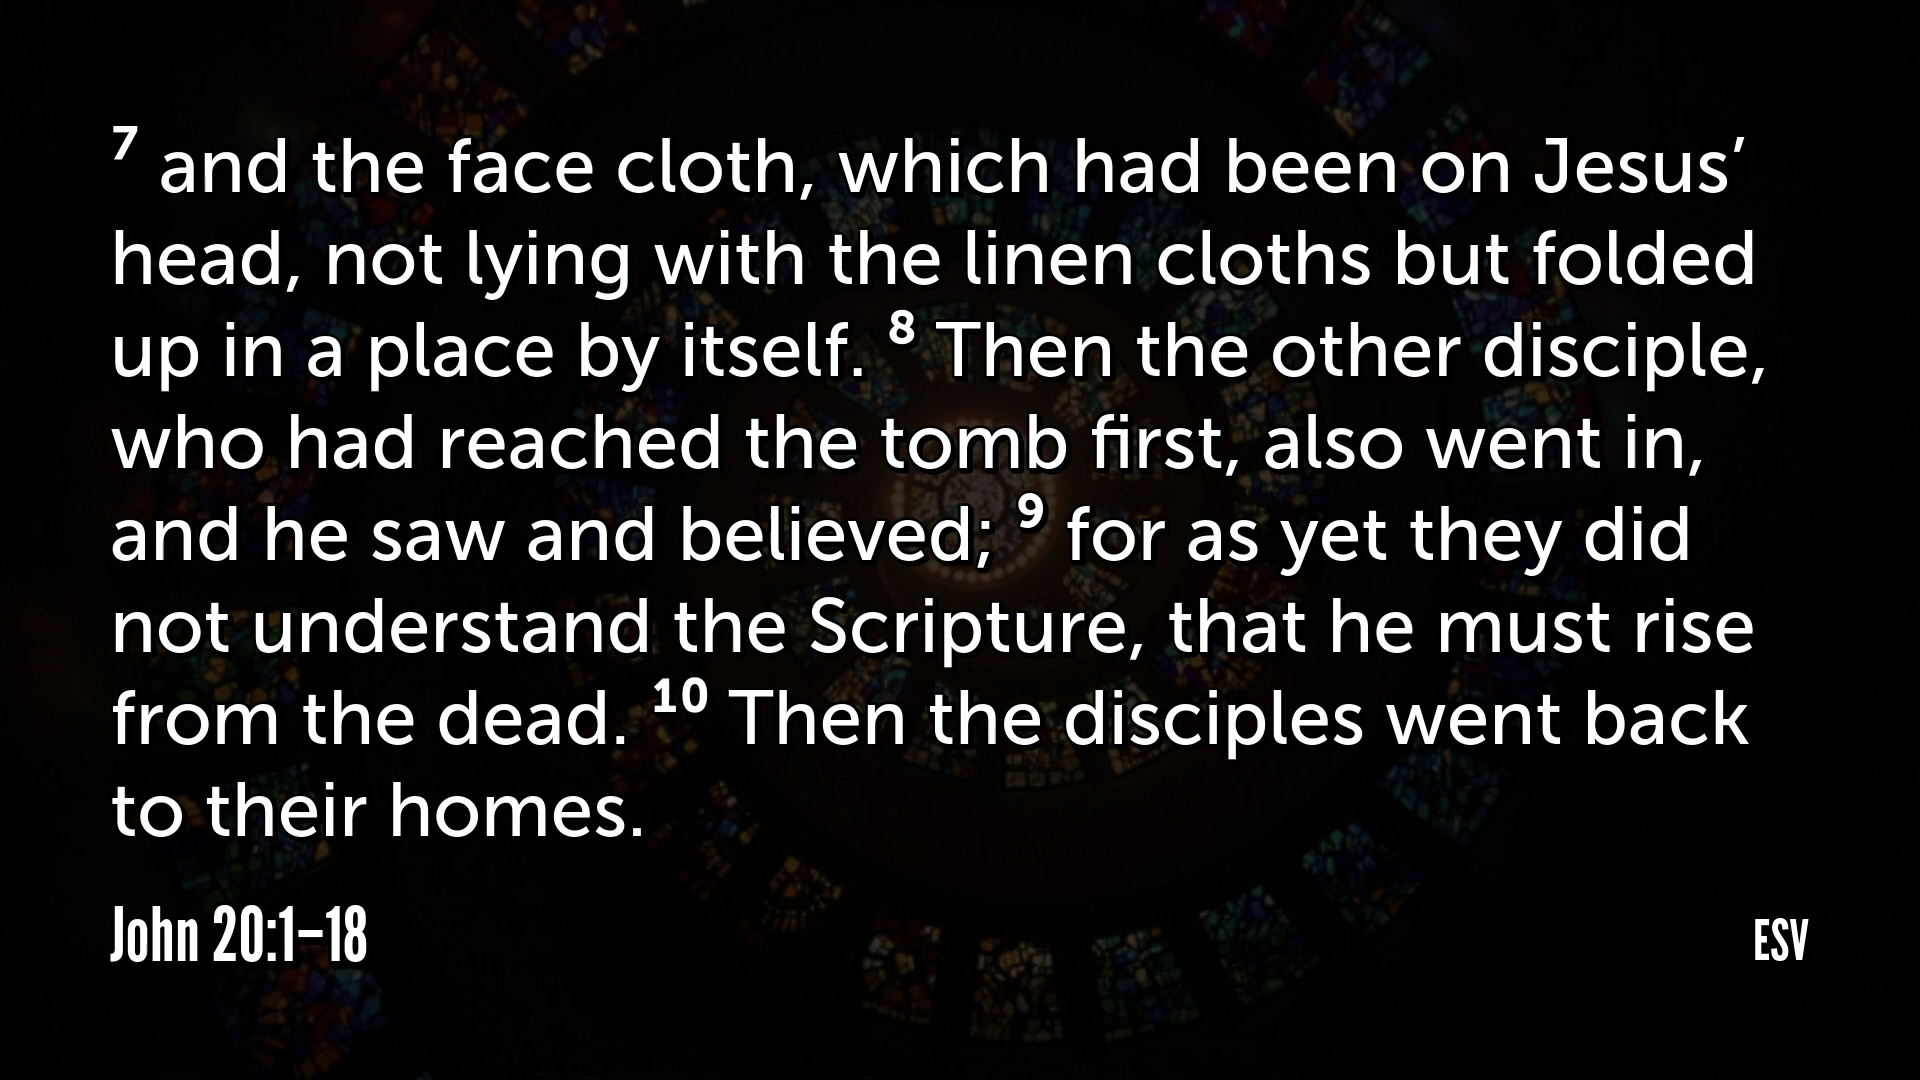 ⁷ and the face cloth, which had been on Jesus’
head, not lying with the linen cloths but folded
up in a place by itself. ⁸ Then the other disciple,
who had reached the tomb first, also went in,
and he saw and believed; ⁹ for as yet they did
not understand the Scripture, that he must rise
from the dead. ¹⁰ Then the disciples went back
to their homes.
John 20:1–18
ESV